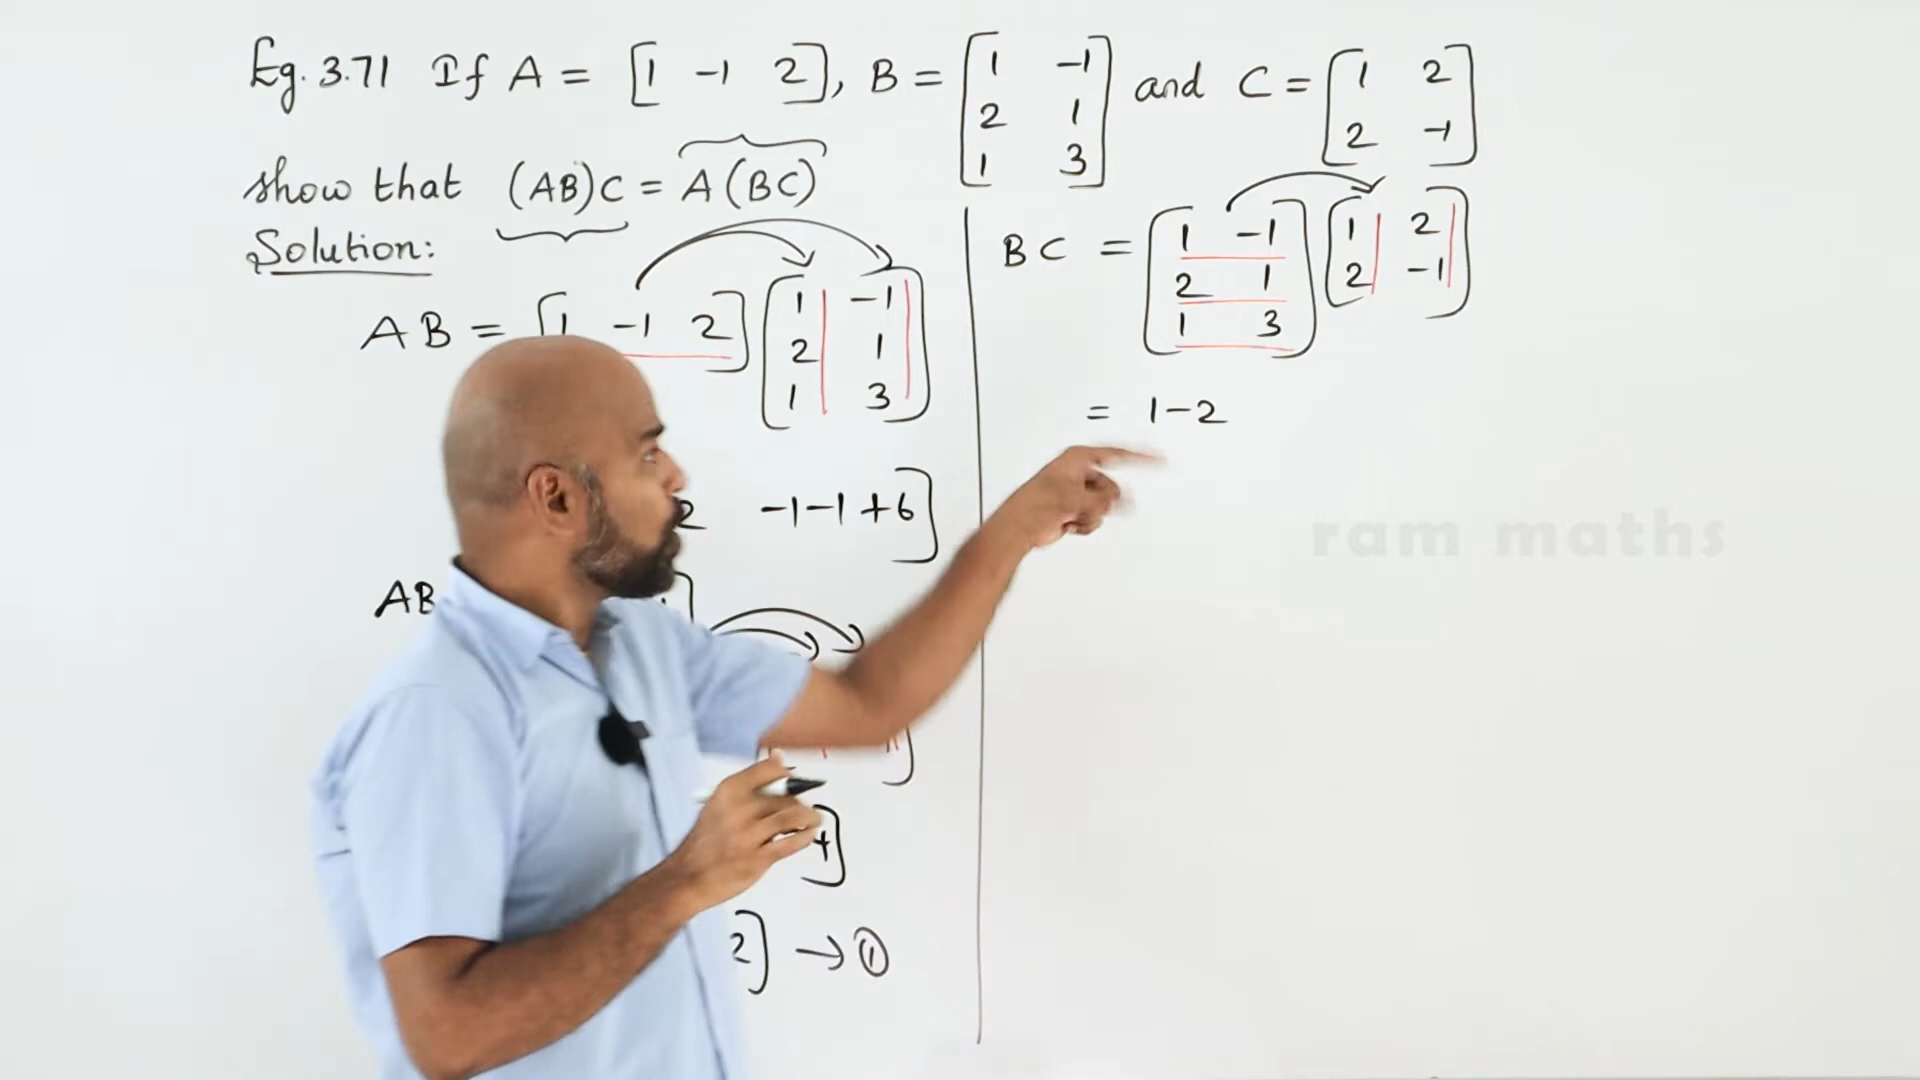 Eg. 3.71 If A = [1 -1 2], B = [1 -1; 2 1; 1 3] and C = [1 2; 2 -1]
show that (AB)C = A(BC)
Solution:
AB = [1 -1 2] [1 -1; 2 1; 1 3]
2 -1-1+6]
AB
2] → ①
BC = [1 -1; 2 1; 1 3] [1 2; 2 -1]
= 1-2
ram maths